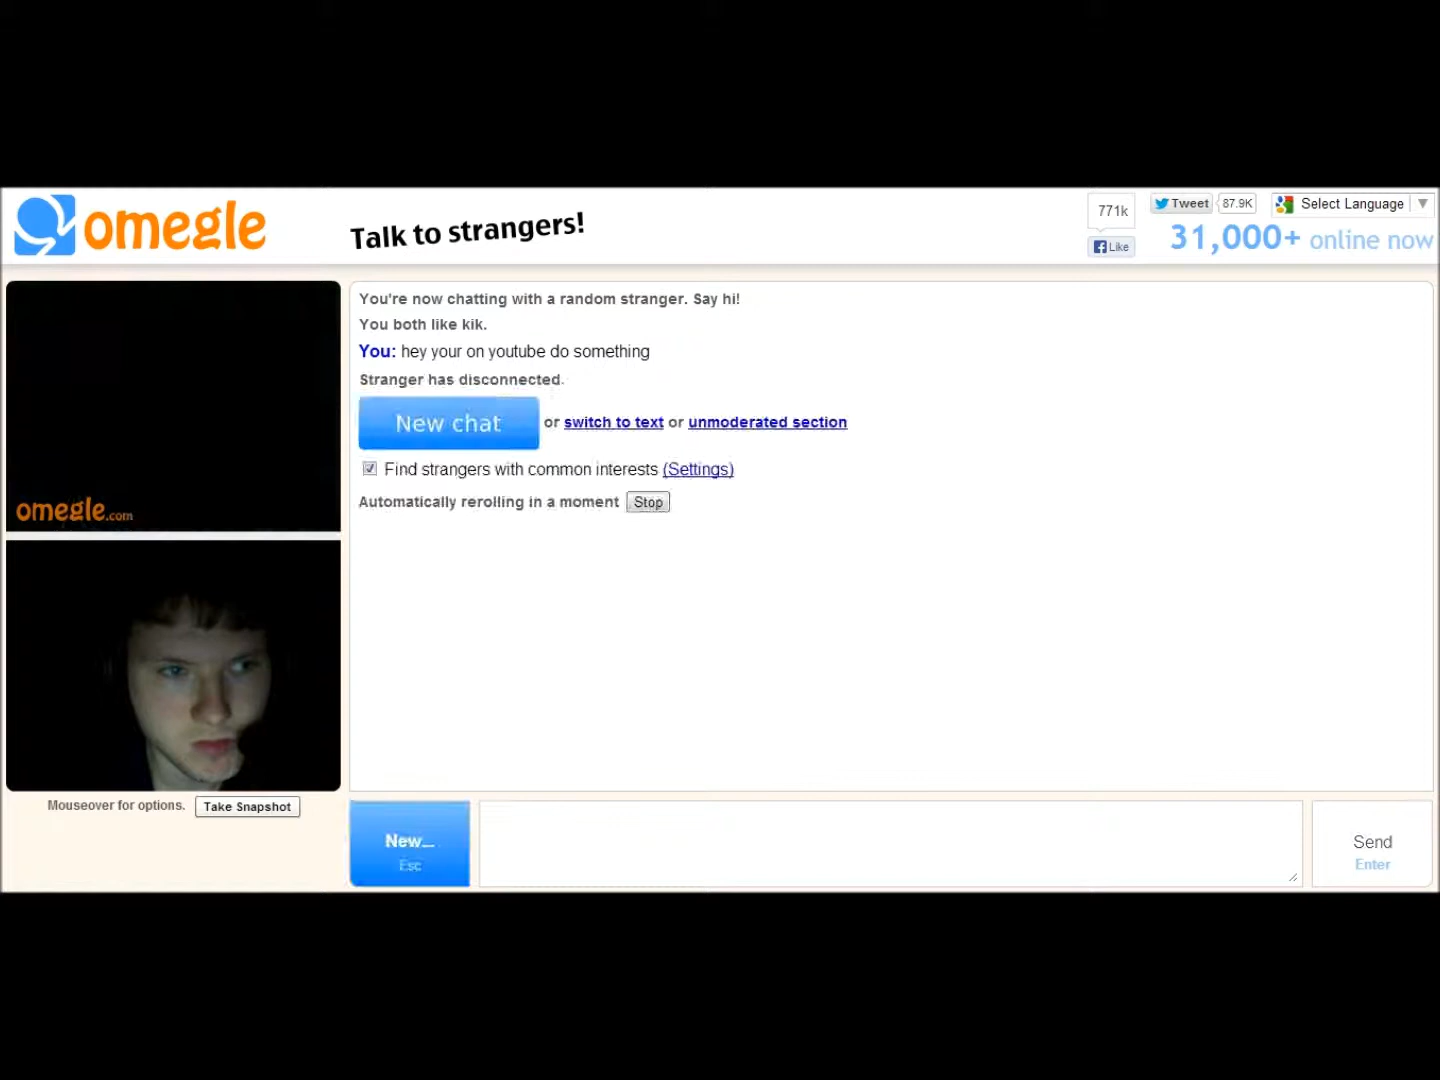 omegle
Talk to strangers!
771k
Like
Tweet 87.9K
Select Language
31,000+ online now
You're now chatting with a random stranger. Say hi!
You both like kik.
You: hey your on youtube do something
Stranger has disconnected.
New chat or switch to text or unmoderated section
Find strangers with common interests (Settings)
Automatically rerolling in a moment Stop
omegle.com
Mouseover for options. Take Snapshot
New...
Esc
Send
Enter